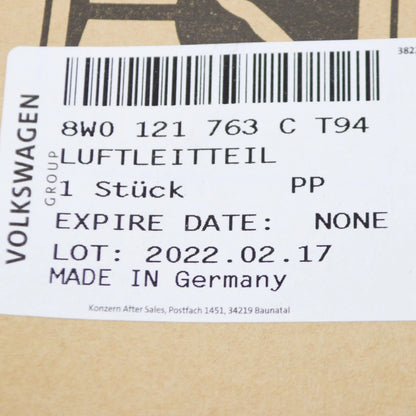 382
8W0 121 763 C T94
LUFTLEITTEIL
1 Stück PP
EXPIRE DATE: NONE
LOT: 2022.02.17
MADE IN Germany
Konzern After Sales, Postfach 1451, 34219 Baunatal
VOLKSWAGEN
GROUP